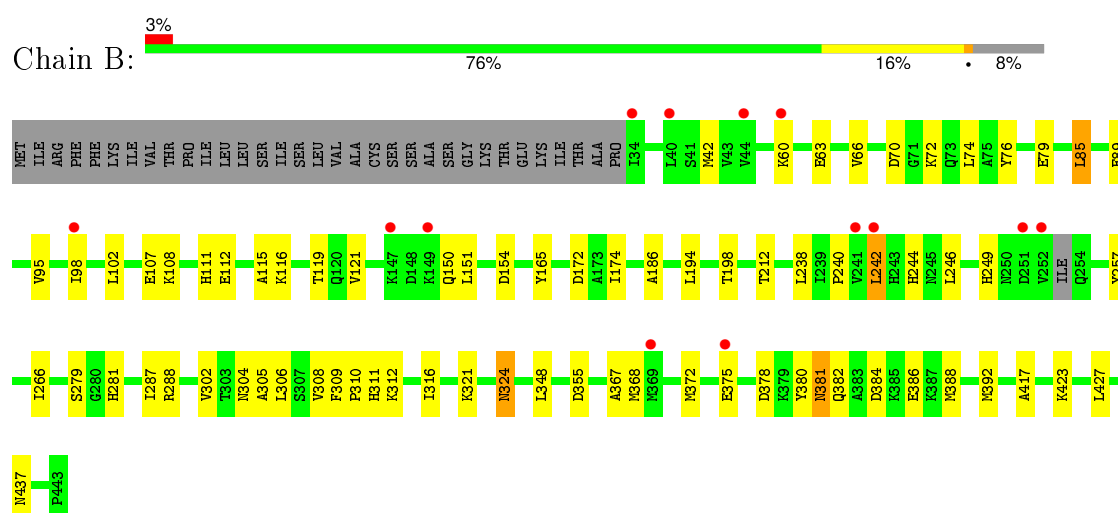 3%
Chain B:
76% 16% • 8%
MET ILE ARG PHE PHE LYS ILE VAL THR PRO ILE LEU LEU SER ILE SER LEU VAL ALA CYS SER SER ALA SER GLY LYS THR GLU LYS ILE THR ALA PRO I34 L40 S41 M42 V43 V44 K60 E63 V66 D70 G71 K72 Q73 L74 A75 Y76 E79 L85
V95 I98 L102 E107 K108 H111 E112 A115 K116 T119 Q120 V121 K147 D148 K149 Q150 L151 D154 Y165 D172 A173 I174 A186 L194 T198 T212 L238 I239 P240 V241 L242 H243 H244 N245 L246 H249 N250 D251 V252 ILE Q254 Y257
I266 S279 G280 H281 I287 R288 V302 T303 N304 A305 L306 S307 V308 F309 P310 H311 K312 I316 K321 N324 L348 D355 A367 M368 M369 M372 E375 D378 K379 Y380 N381 Q382 A383 D384 K385 E386 K387 M388 M392 A417 K423 L427
N437 P443